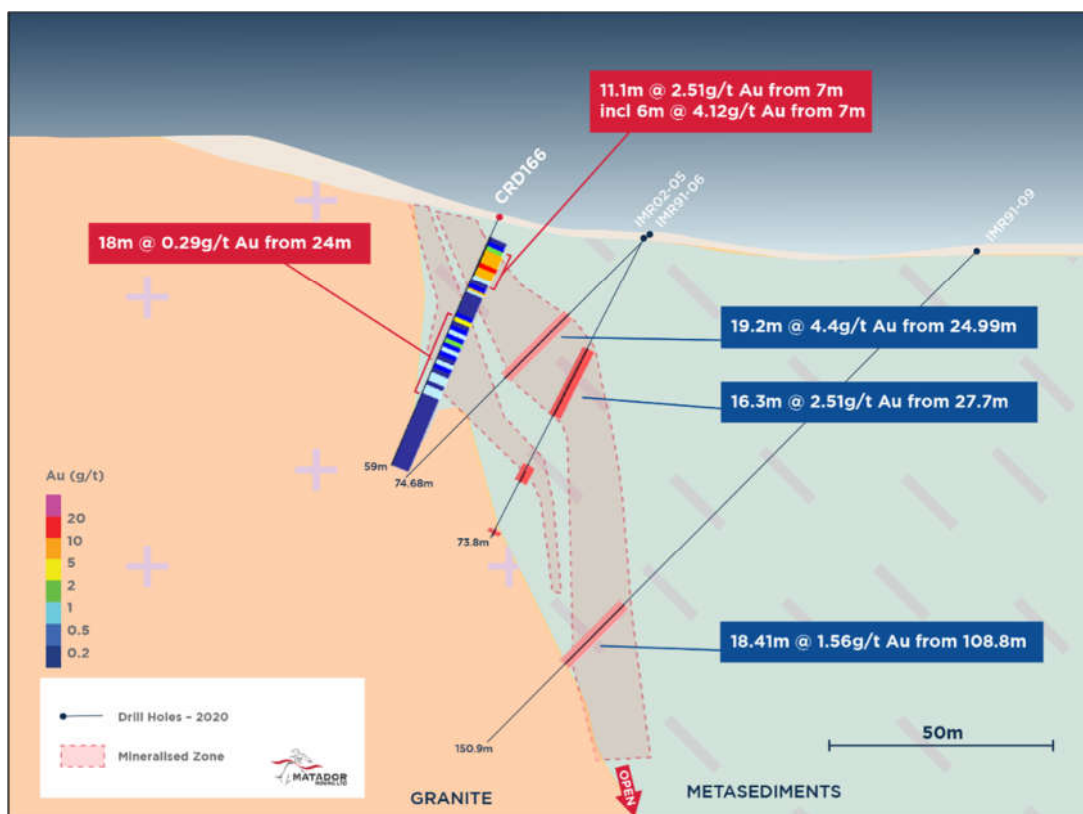 11.1m @ 2.51g/t Au from 7m
incl 6m @ 4.12g/t Au from 7m
CRD166
IMR02-05
IMR91-06
IMR91-09
18m @ 0.29g/t Au from 24m
19.2m @ 4.4g/t Au from 24.99m
16.3m @ 2.51g/t Au from 27.7m
59m
74.68m
73.8m
Au (g/t)
20
10
5
2
1
0.5
0.2
18.41m @ 1.56g/t Au from 108.8m
Drill Holes – 2020
Mineralised Zone
MATADOR
MINING LTD
150.9m
50m
OPEN
GRANITE
METASEDIMENTS